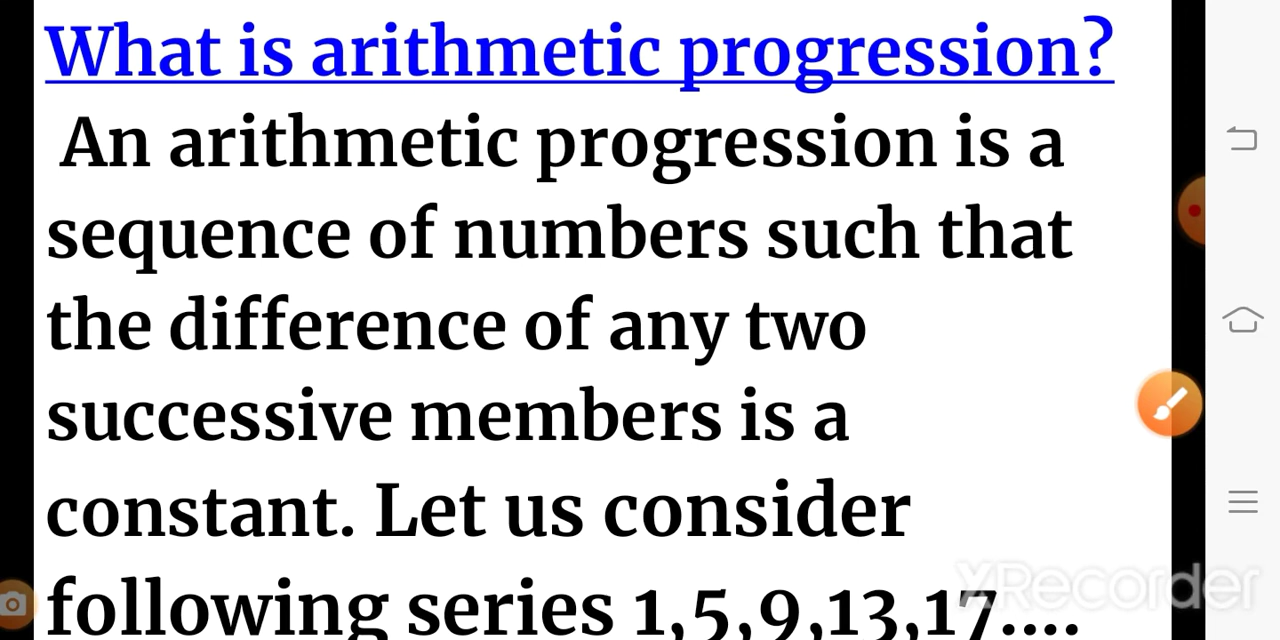 What is arithmetic progression?
An arithmetic progression is a
sequence of numbers such that
the difference of any two
successive members is a
constant. Let us consider
following series 1,5,9,13,17....
XRecorder